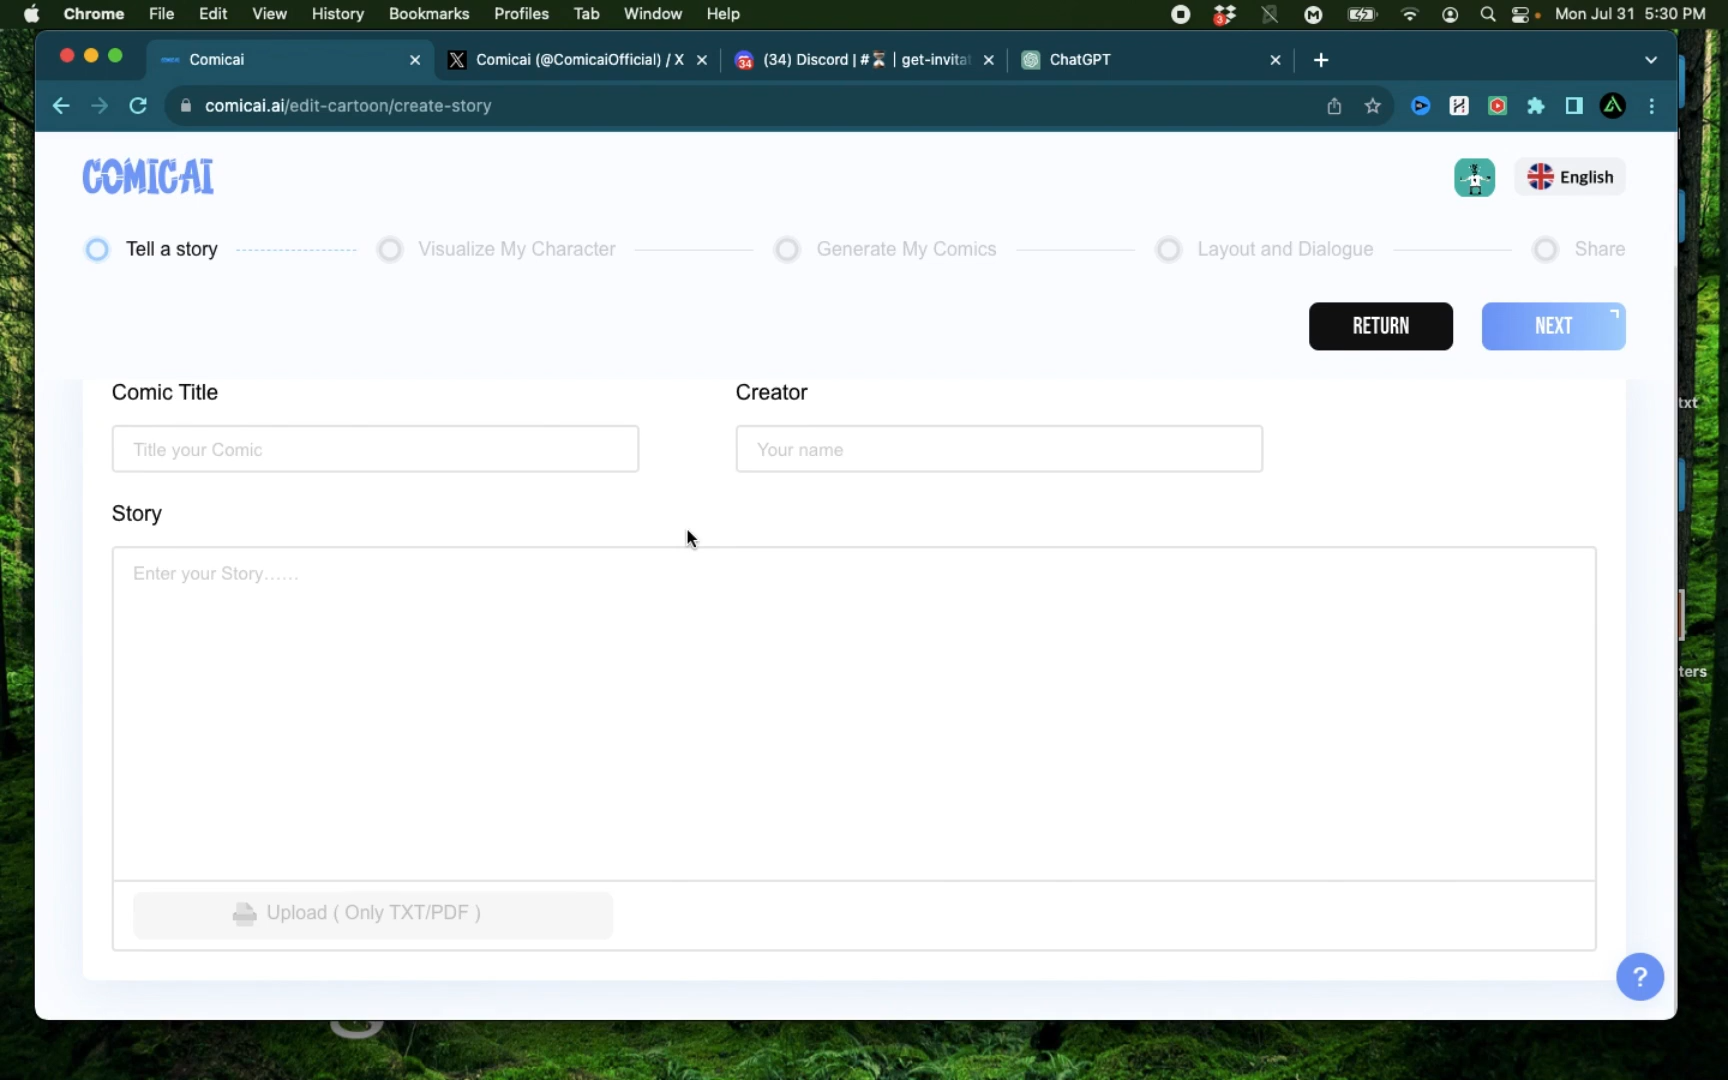 Chrome File Edit View History Bookmarks Profiles Tab Window Help 3 M Mon Jul 31 5:30 PM
Comicai Comicai (@ComicaiOfficial) / X 34 (34) Discord | #⏳ | get-invitat ChatGPT
comicai.ai/edit-cartoon/create-story
COMICAI English
Tell a story Visualize My Character Generate My Comics Layout and Dialogue Share
RETURN NEXT
Comic Title Creator
txt
Title your Comic Your name
Story
Enter your Story......
ters
Upload ( Only TXT/PDF )
?